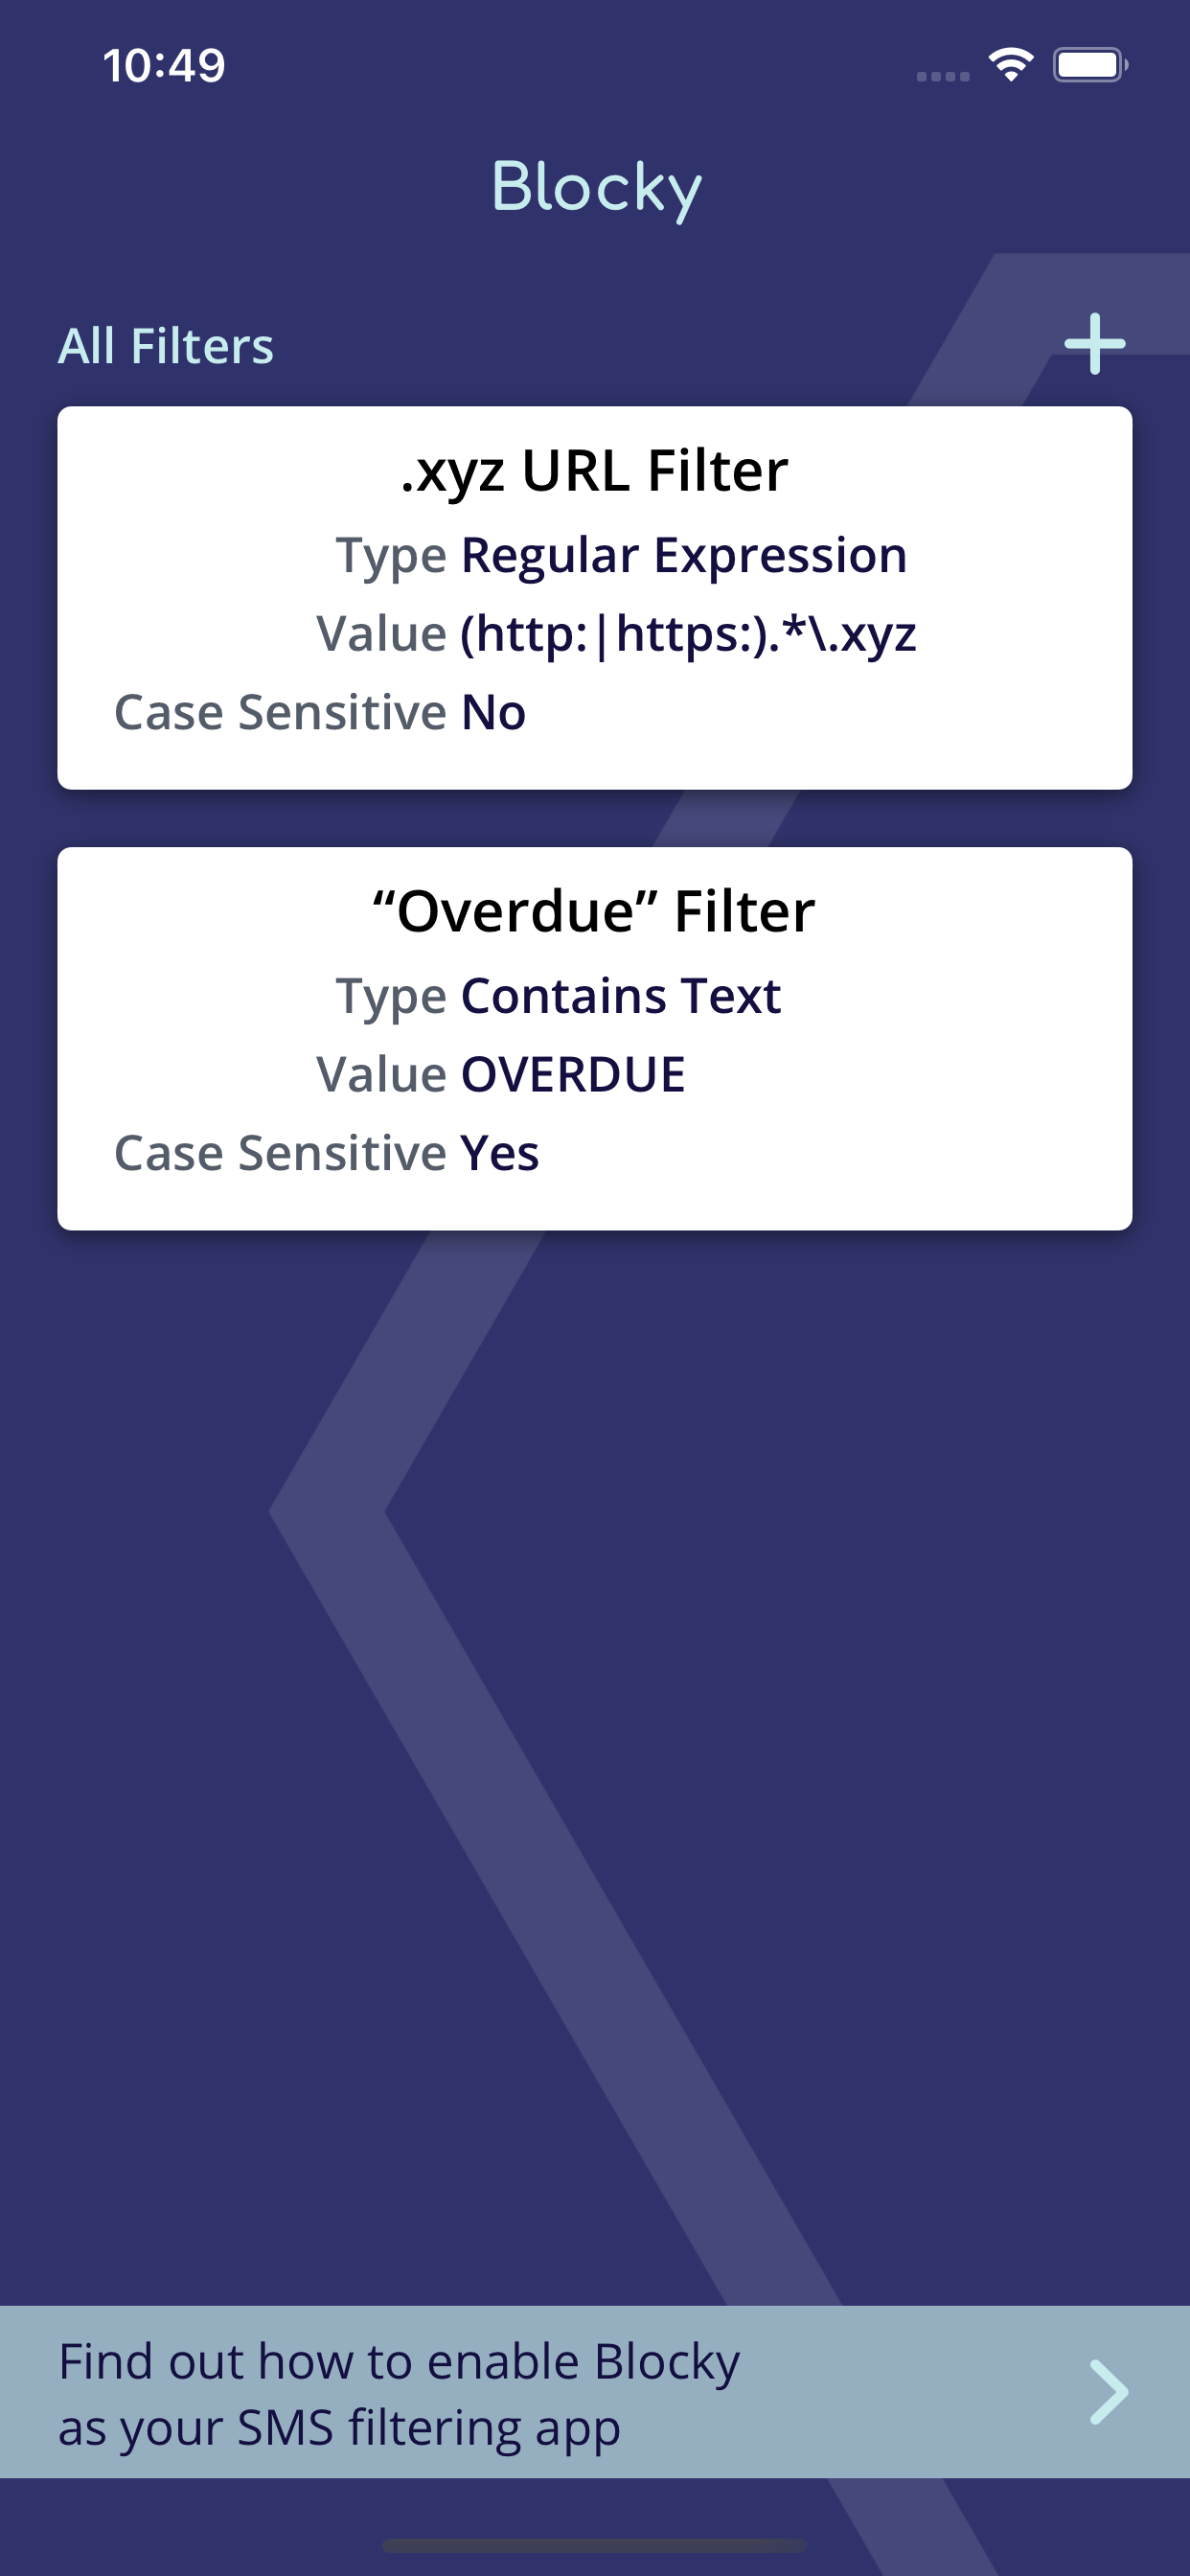 10:49
Blocky
All Filters
.xyz URL Filter
Type Regular Expression
Value (http:|https:).*\.xyz
Case Sensitive No
“Overdue” Filter
Type Contains Text
Value OVERDUE
Case Sensitive Yes
Find out how to enable Blocky
as your SMS filtering app